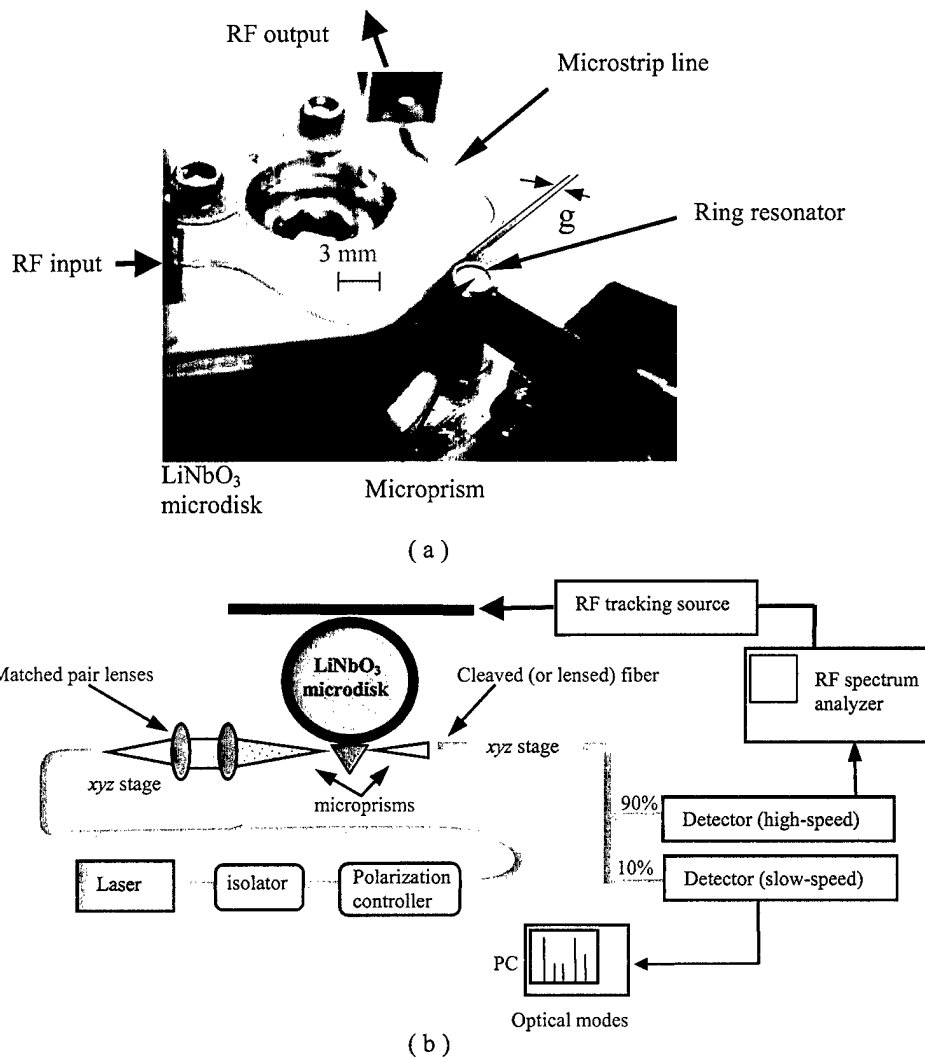 RF output
Microstrip line
g
Ring resonator
3 mm
RF input
LiNbO₃
microdisk
Microprism
( a )
RF tracking source
Matched pair lenses
LiNbO₃
microdisk
Cleaved (or lensed) fiber
RF spectrum
analyzer
xyz stage
xyz stage
microprisms
90%
Detector (high-speed)
10%
Detector (slow-speed)
Laser
isolator
Polarization
controller
PC
Optical modes
( b )